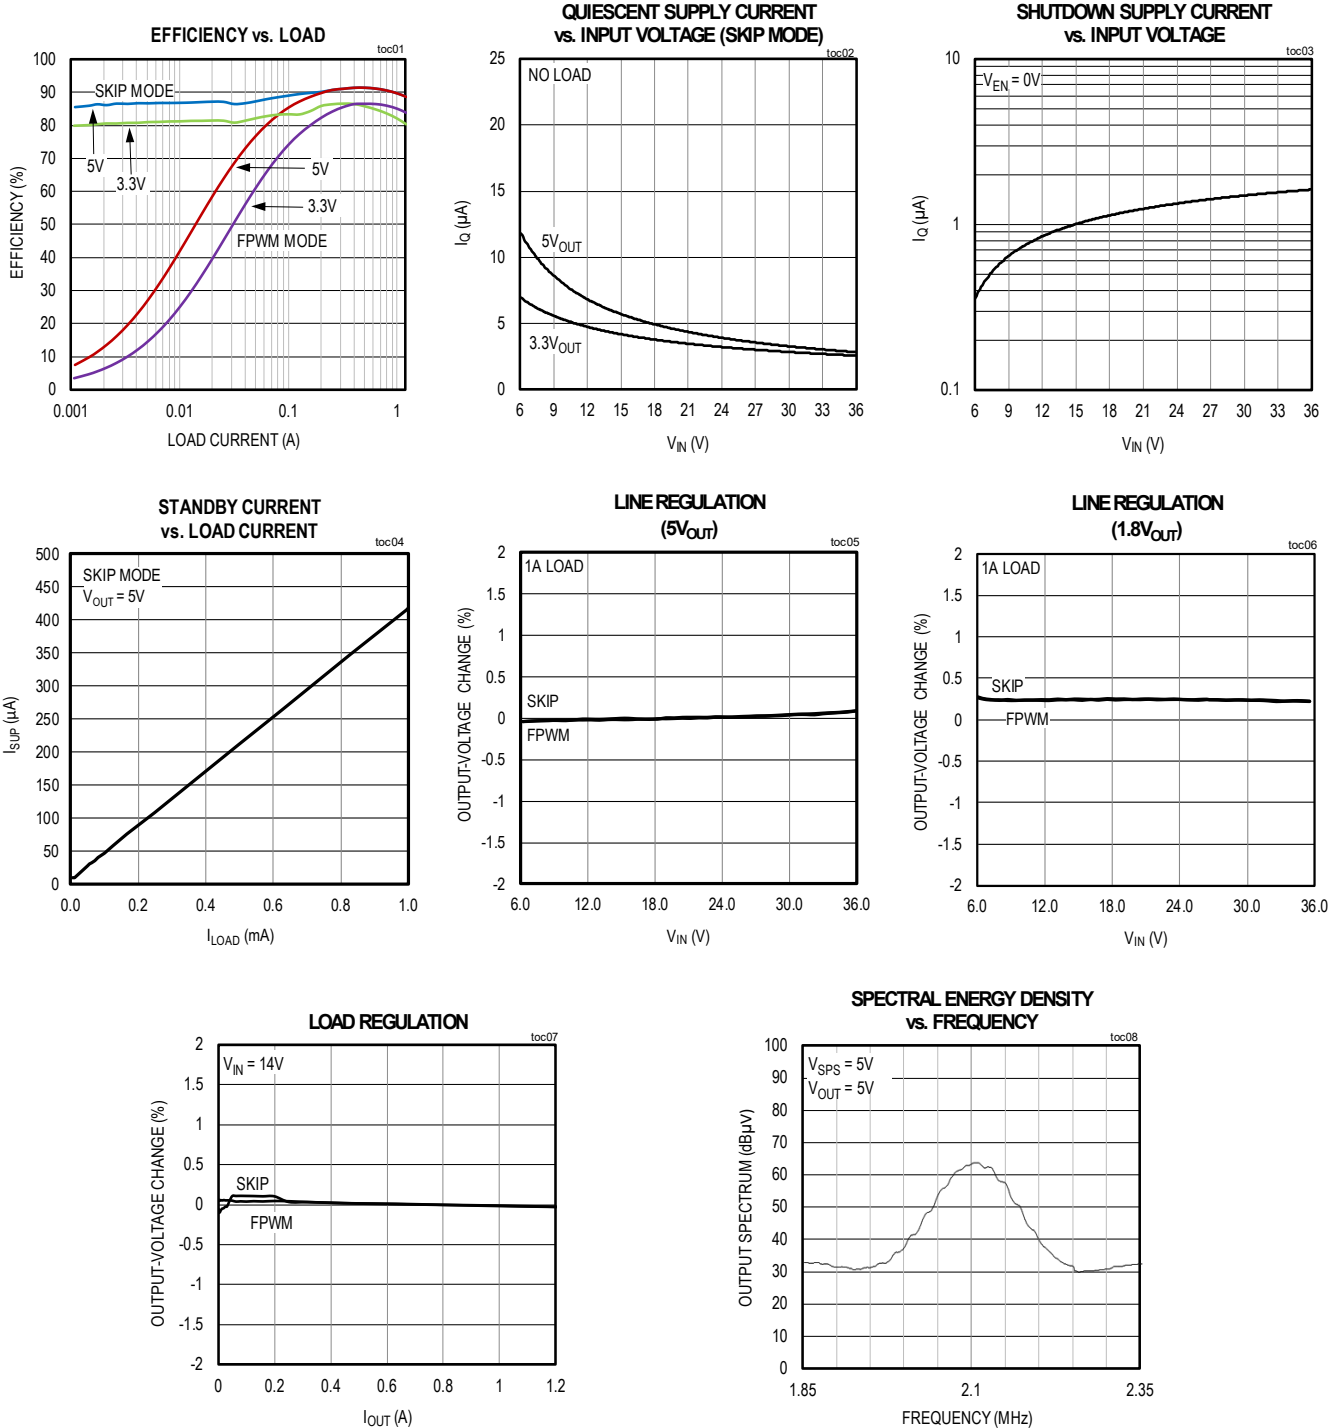 EFFICIENCY vs. LOAD
toc01
100
90
80
70
60
50
40
30
20
10
0
EFFICIENCY (%)
SKIP MODE
5V
3.3V
5V
3.3V
FPWM MODE
0.001
0.01
0.1
1
LOAD CURRENT (A)
QUIESCENT SUPPLY CURRENT
vs. INPUT VOLTAGE (SKIP MODE)
toc02
25
20
15
10
5
0
IQ (µA)
NO LOAD
5VOUT
3.3VOUT
6 9 12 15 18 21 24 27 30 33 36
VIN (V)
SHUTDOWN SUPPLY CURRENT
vs. INPUT VOLTAGE
toc03
10
1
0.1
IQ (µA)
VEN = 0V
6 9 12 15 18 21 24 27 30 33 36
VIN (V)
STANDBY CURRENT
vs. LOAD CURRENT
toc04
500
450
400
350
300
250
200
150
100
50
0
ISUP (µA)
SKIP MODE
VOUT = 5V
0.0 0.2 0.4 0.6 0.8 1.0
ILOAD (mA)
LINE REGULATION
(5VOUT)
toc05
2
1.5
1
0.5
0
-0.5
-1
-1.5
-2
OUTPUT-VOLTAGE CHANGE (%)
1A LOAD
SKIP
FPWM
6.0 12.0 18.0 24.0 30.0 36.0
VIN (V)
LINE REGULATION
(1.8VOUT)
toc06
2
1.5
1
0.5
0
-0.5
-1
-1.5
-2
OUTPUT-VOLTAGE CHANGE (%)
1A LOAD
SKIP
FPWM
6.0 12.0 18.0 24.0 30.0 36.0
VIN (V)
LOAD REGULATION
toc07
2
1.5
1
0.5
0
-0.5
-1
-1.5
-2
OUTPUT-VOLTAGE CHANGE (%)
VIN = 14V
SKIP
FPWM
0 0.2 0.4 0.6 0.8 1 1.2
IOUT (A)
SPECTRAL ENERGY DENSITY
vs. FREQUENCY
toc08
100
90
80
70
60
50
40
30
20
10
0
OUTPUT SPECTRUM (dBµV)
VSPS = 5V
VOUT = 5V
1.85 2.1 2.35
FREQUENCY (MHz)